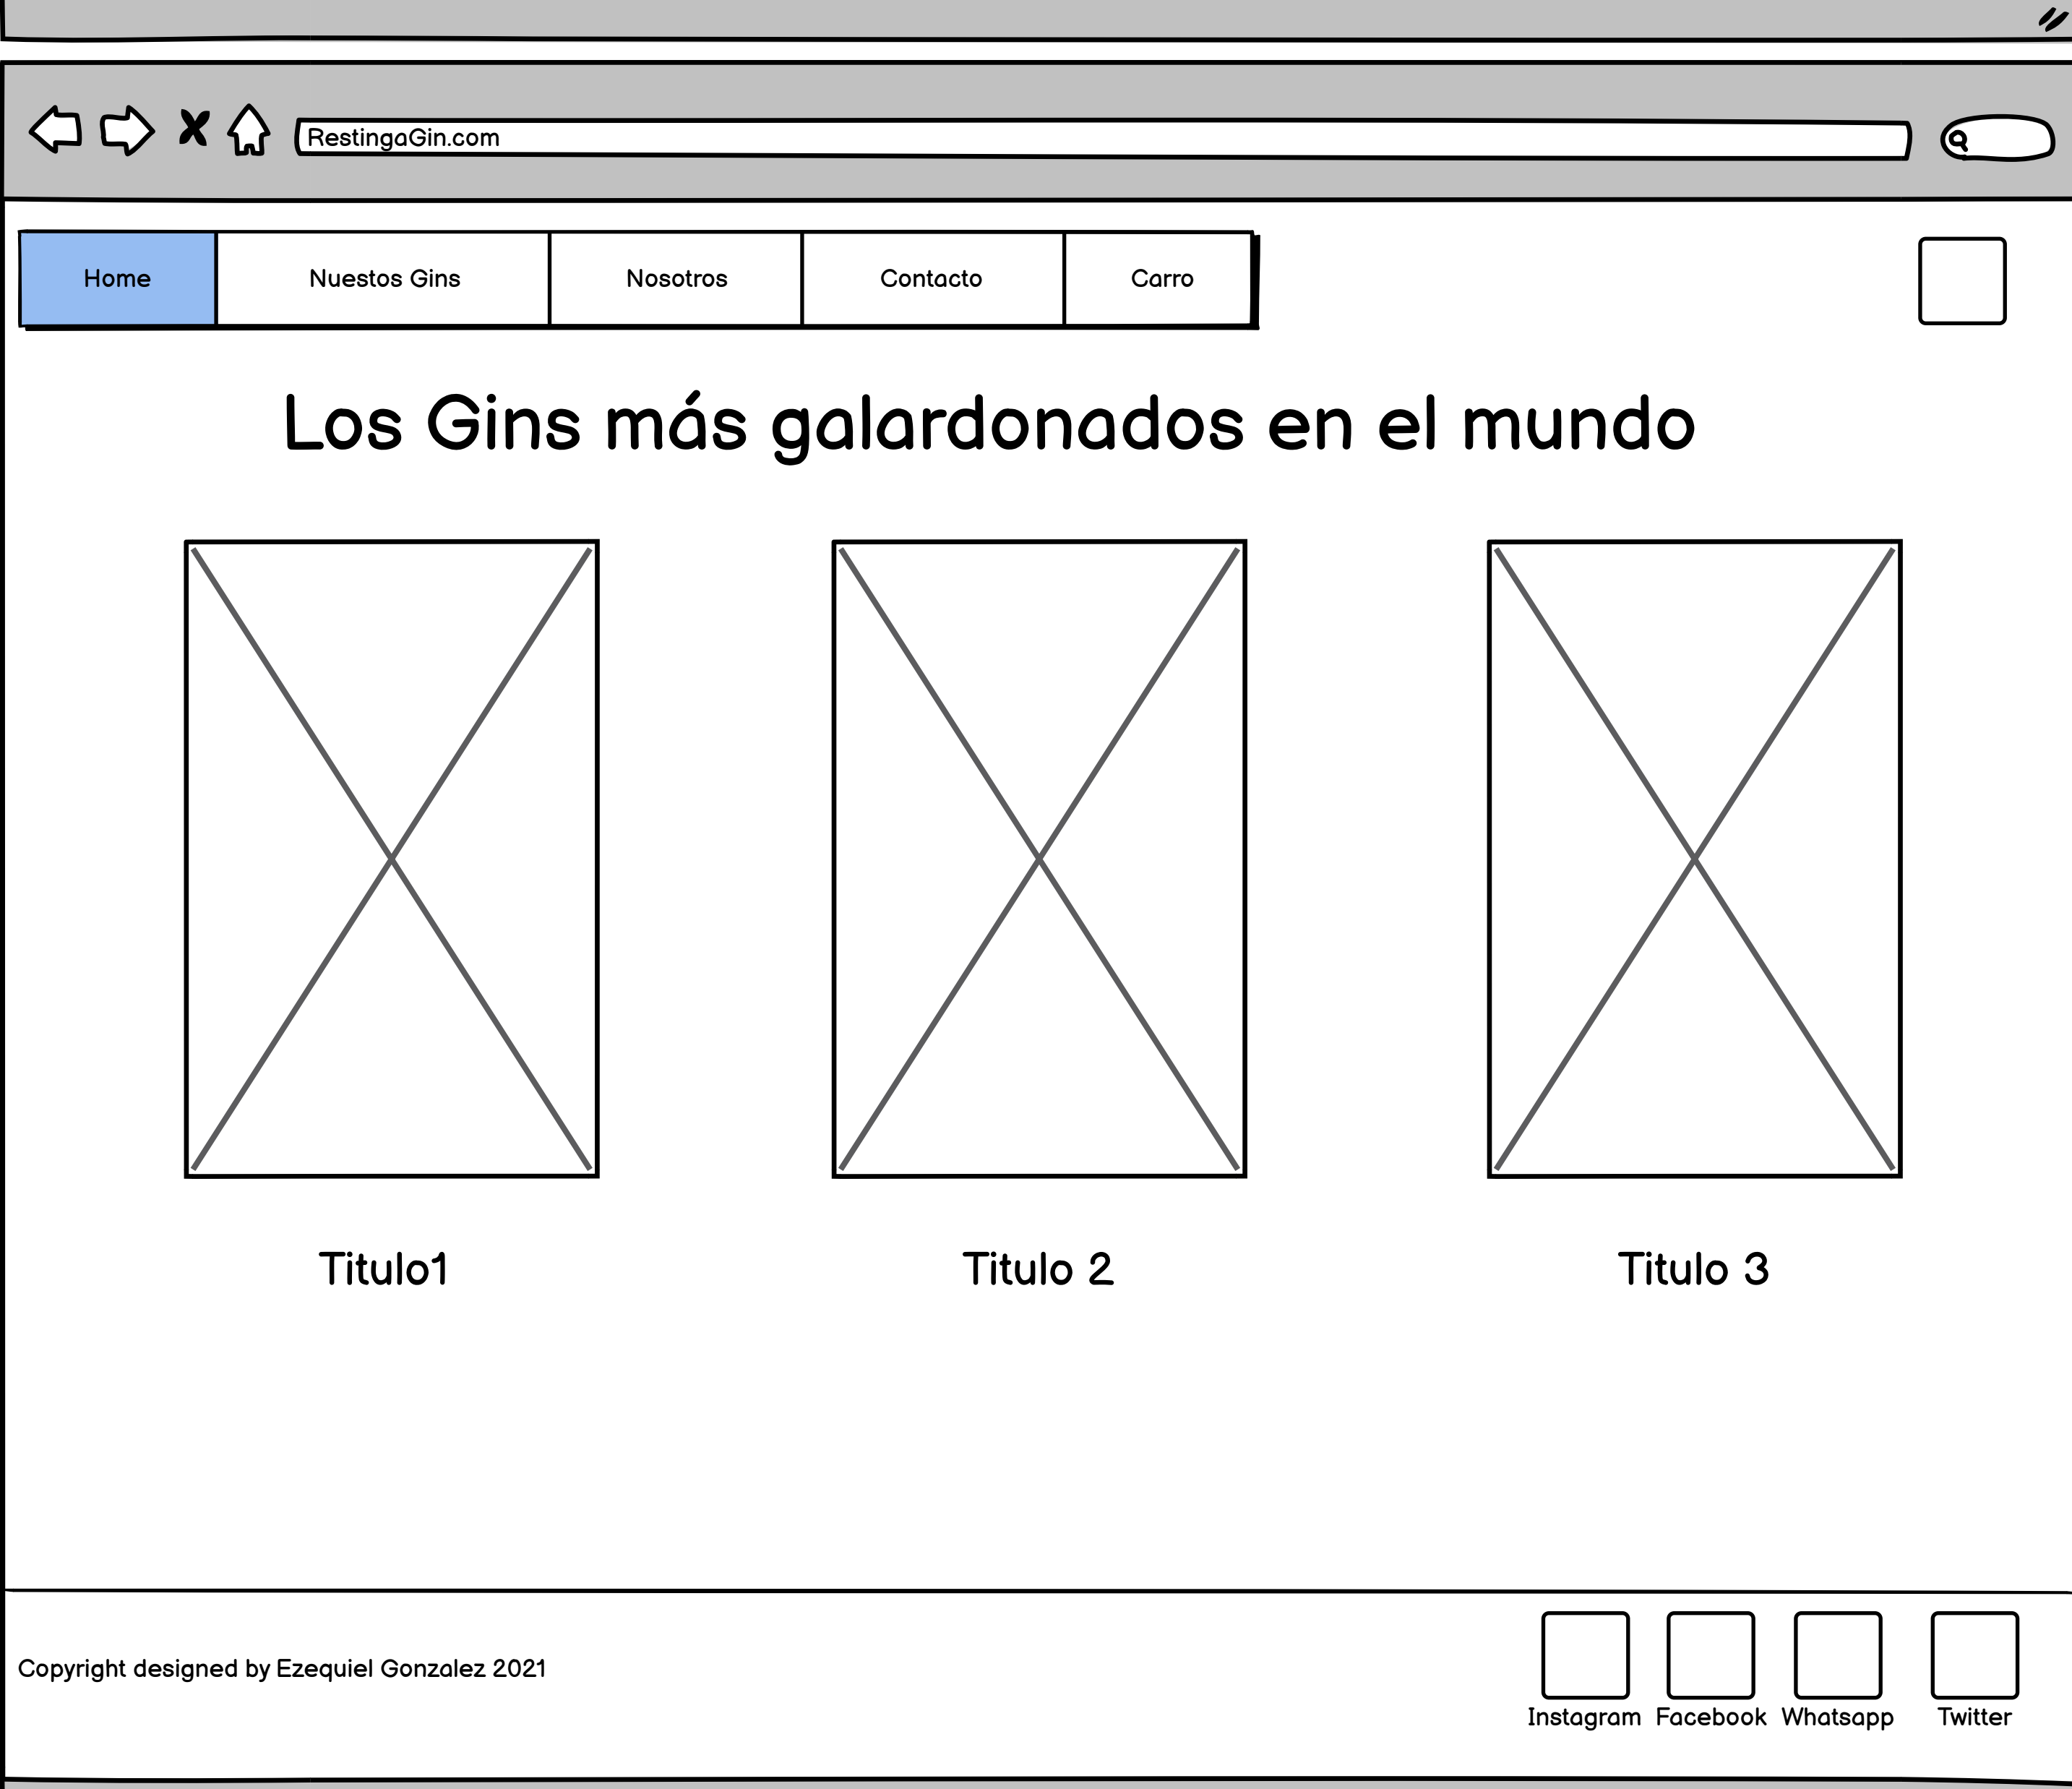 RestingaGin.com
Home Nuestos Gins Nosotros Contacto Carro
Los Gins más galardonados en el mundo
Titulo1 Titulo 2 Titulo 3
Copyright designed by Ezequiel Gonzalez 2021
Instagram Facebook Whatsapp Twitter